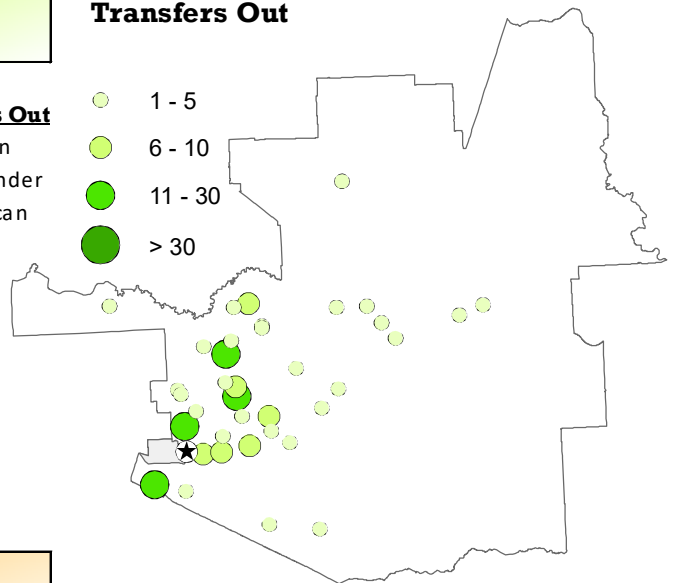 Transfers Out
s Out
n
nder
can
1 - 5
6 - 10
11 - 30
> 30